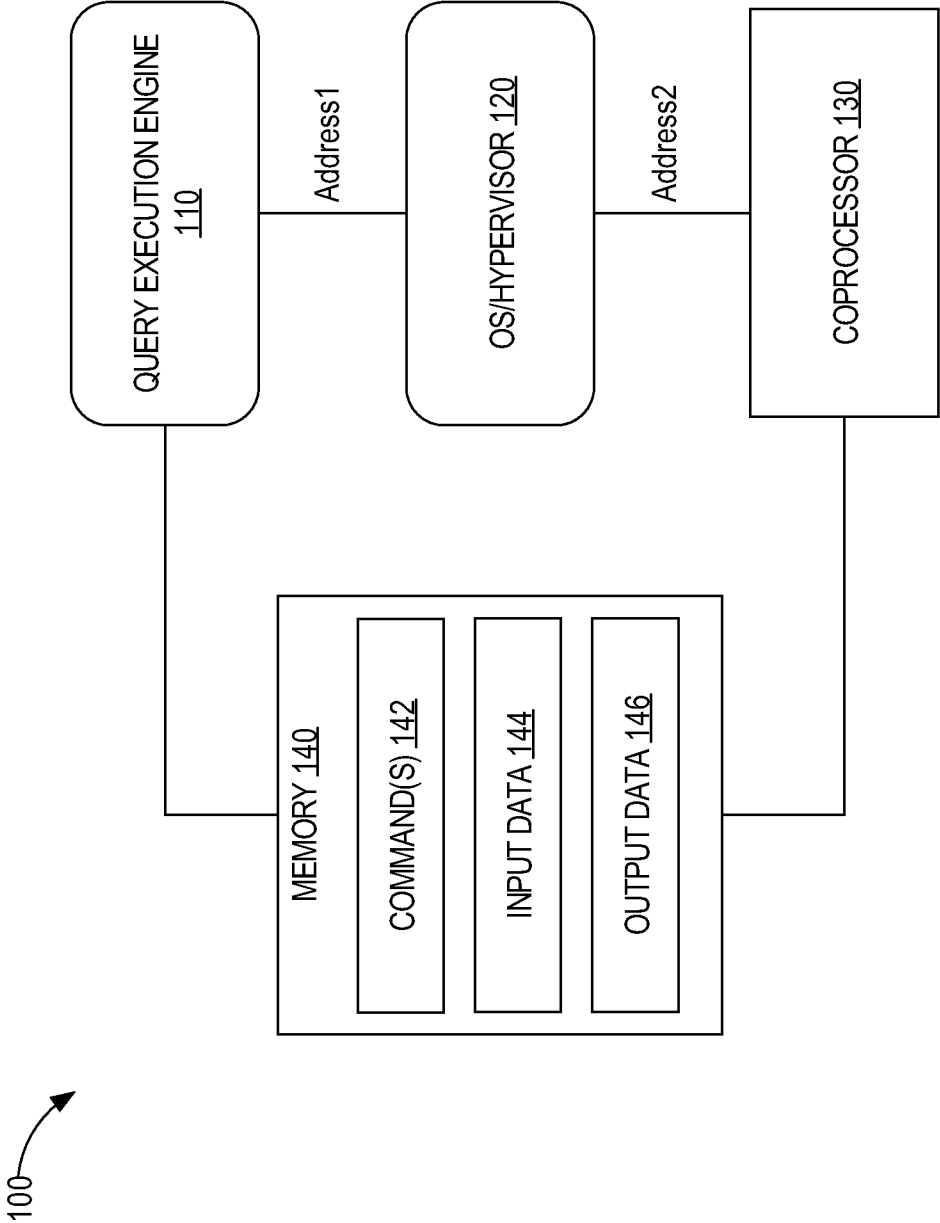 100
MEMORY 140
COMMAND(S) 142
INPUT DATA 144
OUTPUT DATA 146
QUERY EXECUTION ENGINE
110
Address1
OS/HYPERVISOR 120
Address2
COPROCESSOR 130